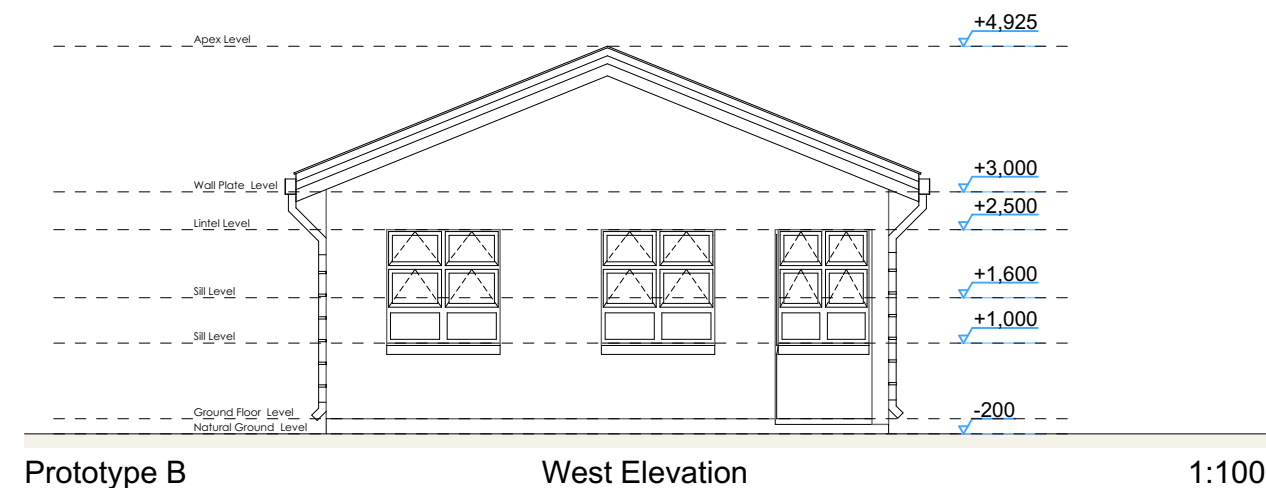 Apex Level +4,925
Wall Plate Level +3,000
Lintel Level +2,500
Sill Level +1,600
Sill Level +1,000
Ground Floor Level
Natural Ground Level -200
Prototype B West Elevation 1:100